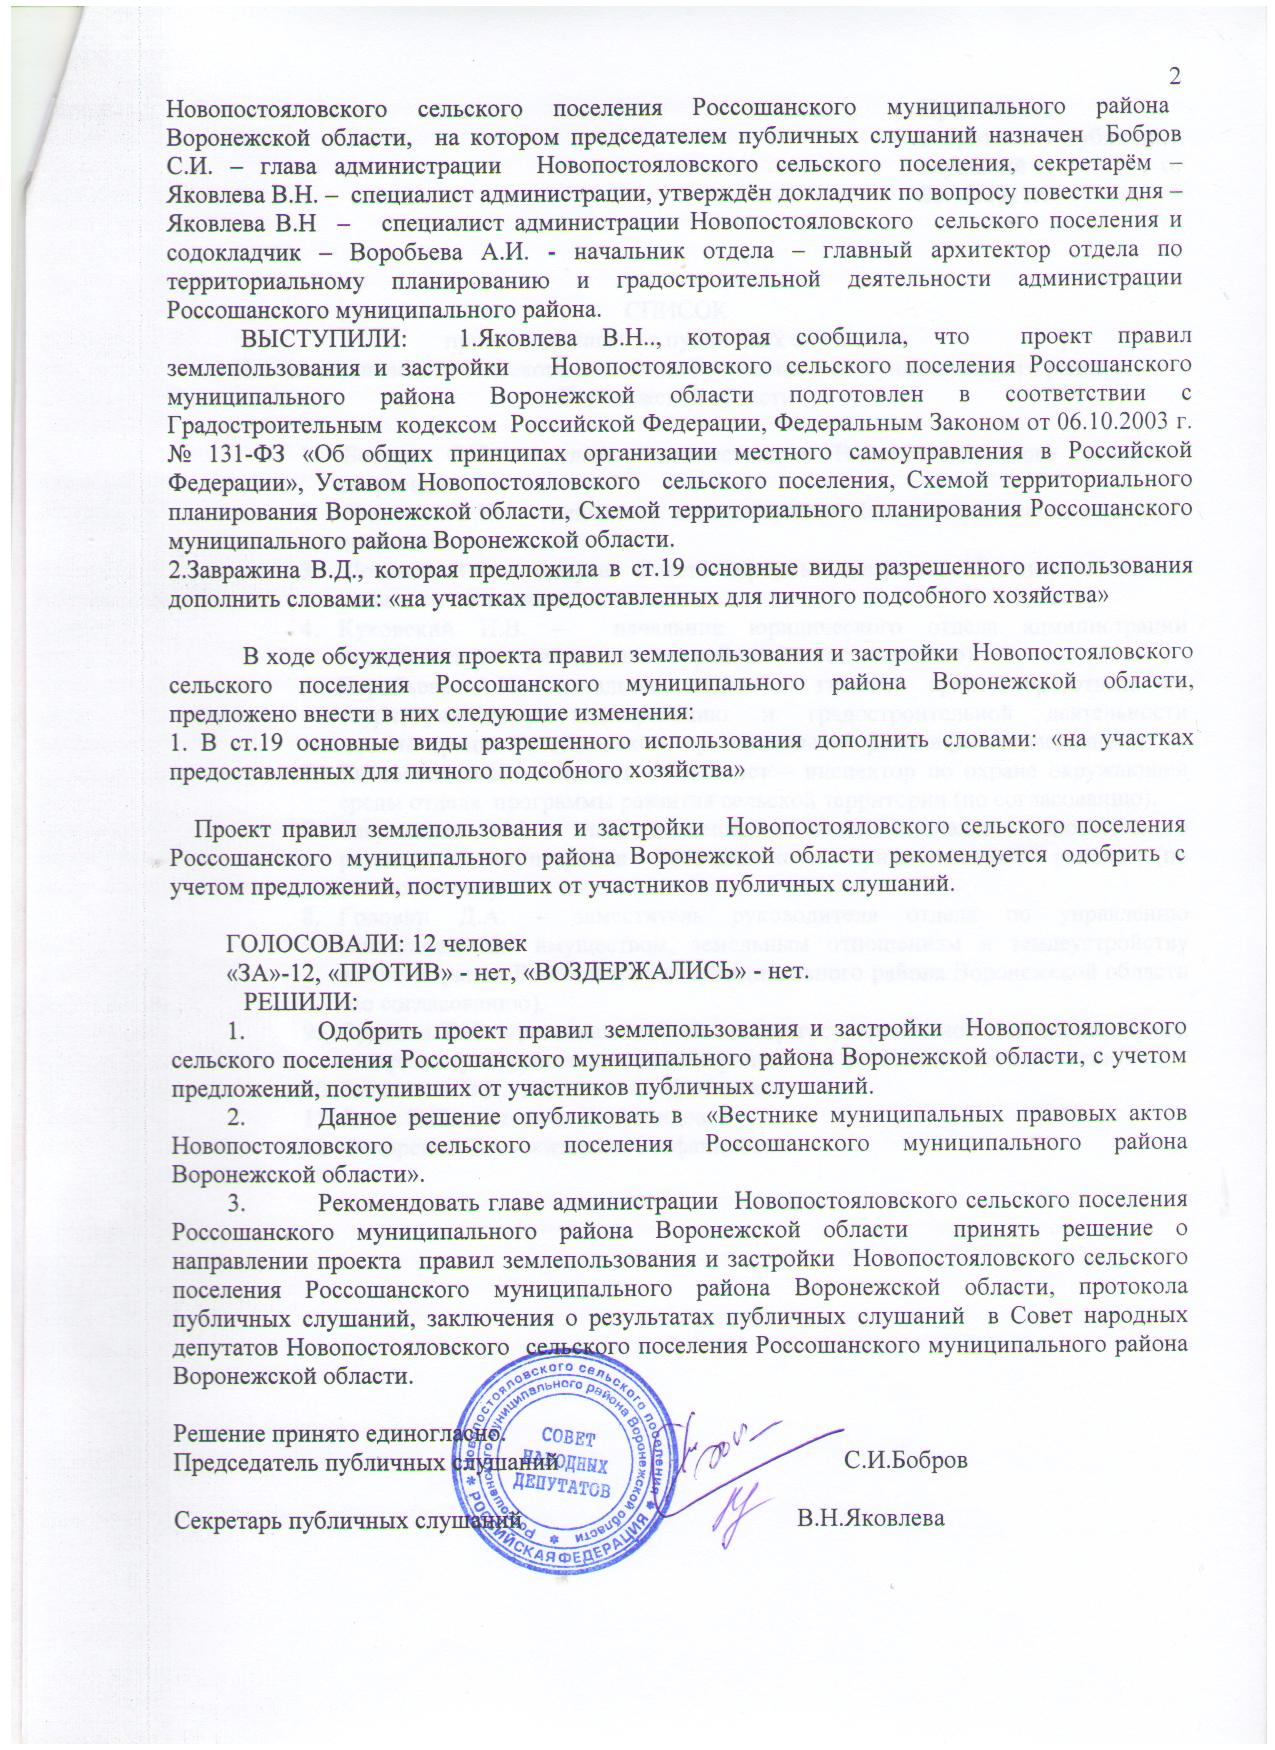 2
Новопостояловского сельского поселения Россошанского муниципального района
Воронежской области, на котором председателем публичных слушаний назначен Бобров
С.И. – глава администрации Новопостояловского сельского поселения, секретарём –
Яковлева В.Н. – специалист администрации, утверждён докладчик по вопросу повестки дня –
Яковлева В.Н – специалист администрации Новопостояловского сельского поселения и
содокладчик – Воробьева А.И. - начальник отдела – главный архитектор отдела по
территориальному планированию и градостроительной деятельности администрации
Россошанского муниципального района.
ВЫСТУПИЛИ: 1.Яковлева В.Н.., которая сообщила, что проект правил
землепользования и застройки Новопостояловского сельского поселения Россошанского
муниципального района Воронежской области подготовлен в соответствии с
Градостроительным кодексом Российской Федерации, Федеральным Законом от 06.10.2003 г.
№ 131-ФЗ «Об общих принципах организации местного самоуправления в Российской
Федерации», Уставом Новопостояловского сельского поселения, Схемой территориального
планирования Воронежской области, Схемой территориального планирования Россошанского
муниципального района Воронежской области.
2.Завражина В.Д., которая предложила в ст.19 основные виды разрешенного использования
дополнить словами: «на участках предоставленных для личного подсобного хозяйства»
В ходе обсуждения проекта правил землепользования и застройки Новопостояловского
сельского поселения Россошанского муниципального района Воронежской области,
предложено внести в них следующие изменения:
1. В ст.19 основные виды разрешенного использования дополнить словами: «на участках
предоставленных для личного подсобного хозяйства»
Проект правил землепользования и застройки Новопостояловского сельского поселения
Россошанского муниципального района Воронежской области рекомендуется одобрить с
учетом предложений, поступивших от участников публичных слушаний.
ГОЛОСОВАЛИ: 12 человек
«ЗА»-12, «ПРОТИВ» - нет, «ВОЗДЕРЖАЛИСЬ» - нет.
РЕШИЛИ:
1. Одобрить проект правил землепользования и застройки Новопостояловского
сельского поселения Россошанского муниципального района Воронежской области, с учетом
предложений, поступивших от участников публичных слушаний.
2. Данное решение опубликовать в «Вестнике муниципальных правовых актов
Новопостояловского сельского поселения Россошанского муниципального района
Воронежской области».
3. Рекомендовать главе администрации Новопостояловского сельского поселения
Россошанского муниципального района Воронежской области принять решение о
направлении проекта правил землепользования и застройки Новопостояловского сельского
поселения Россошанского муниципального района Воронежской области, протокола
публичных слушаний, заключения о результатах публичных слушаний в Совет народных
депутатов Новопостояловского сельского поселения Россошанского муниципального района
Воронежской области.
Решение принято единогласно.
Председатель публичных слушаний С.И.Бобров
Секретарь публичных слушаний В.Н.Яковлева
Новопостояловского сельского поселения
Россошанского муниципального района Воронежской области
РОССИЙСКАЯ ФЕДЕРАЦИЯ
СОВЕТ
НАРОДНЫХ
ДЕПУТАТОВ